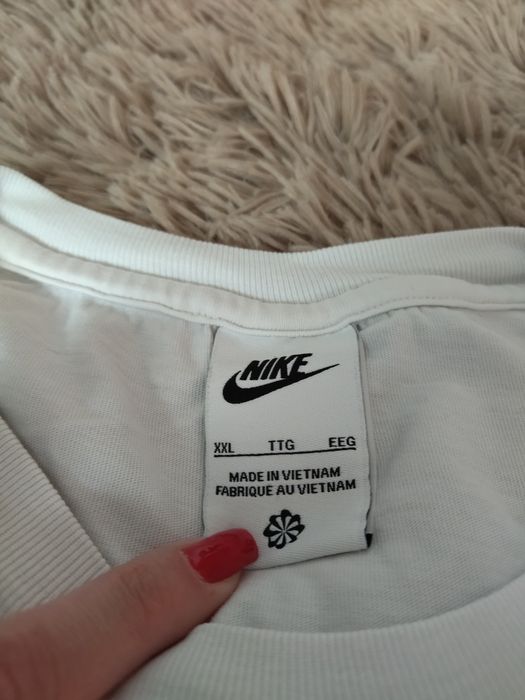 NIKE
XXL TTG EEG
MADE IN VIETNAM
FABRIQUE AU VIETNAM